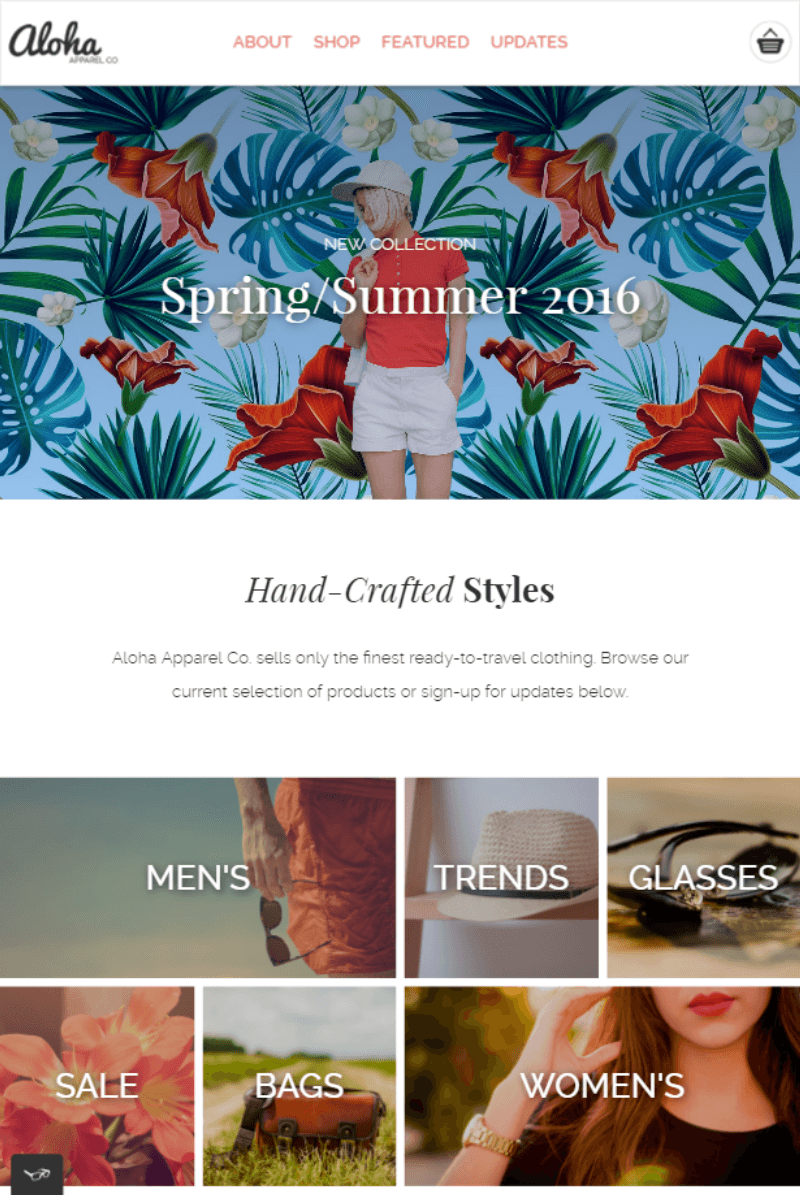 Aloha
APPAREL CO
ABOUT SHOP FEATURED UPDATES
NEW COLLECTION
Spring/Summer 2016
Hand-Crafted Styles
Aloha Apparel Co. sells only the finest ready-to-travel clothing. Browse our
current selection of products or sign-up for updates below.
MEN'S TRENDS GLASSES
SALE BAGS WOMEN'S